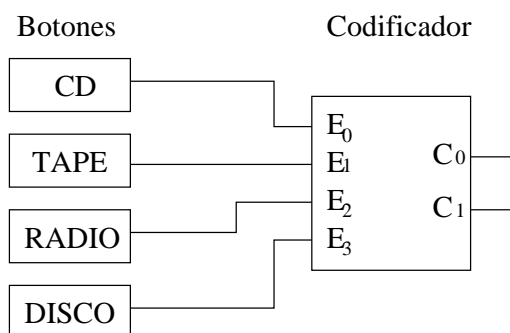 Botones
Codificador
CD
TAPE
RADIO
DISCO
E0
E1
E2
E3
C0
C1